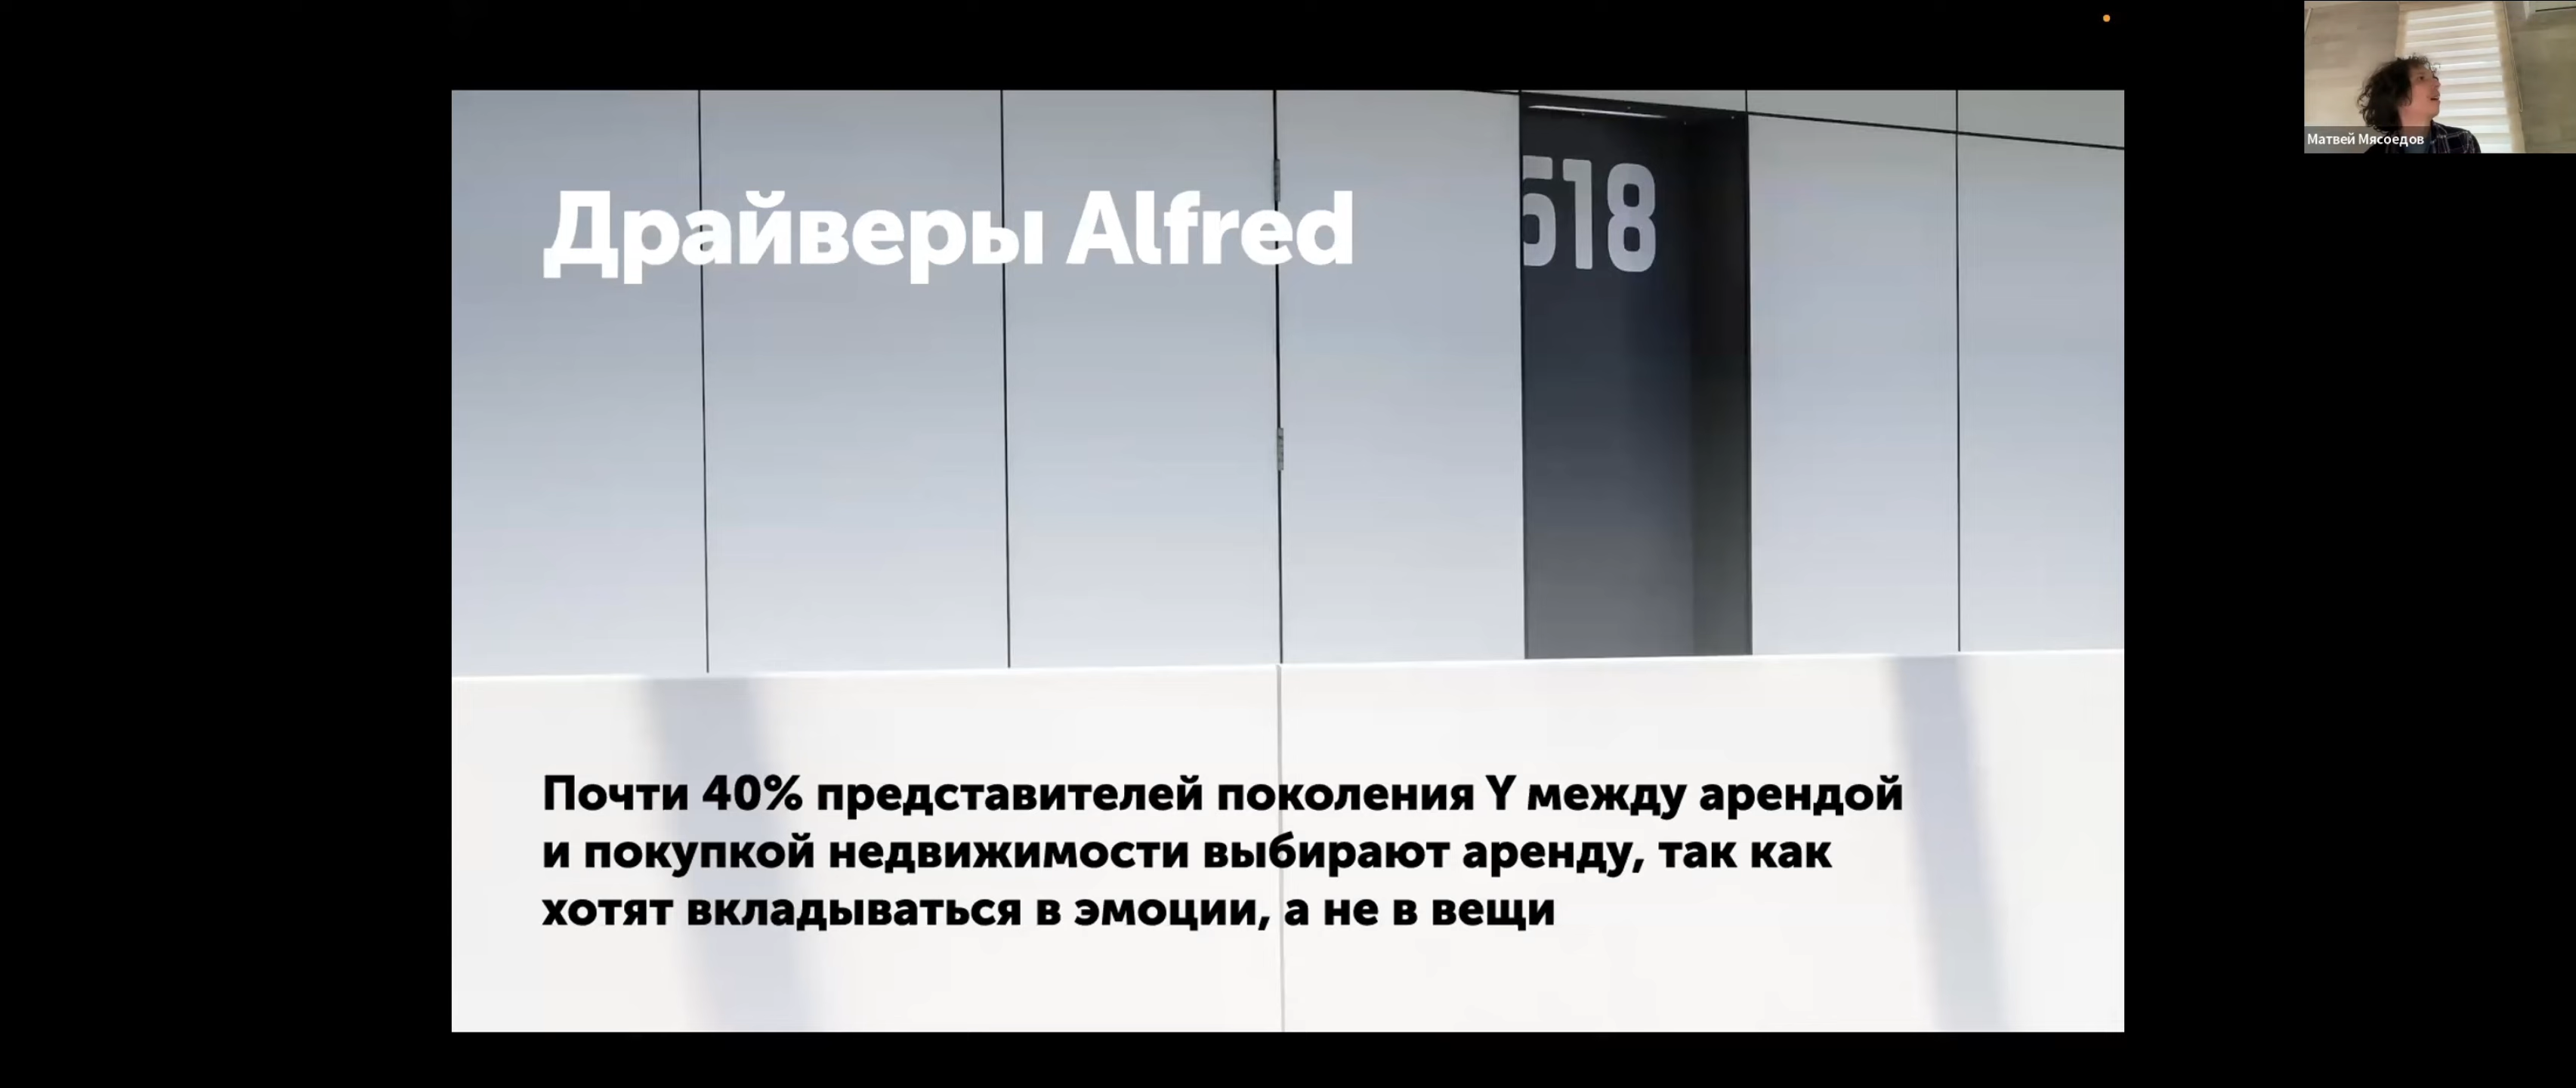 Драйверы Alfred
518
Почти 40% представителей поколения Y между арендой
и покупкой недвижимости выбирают аренду, так как
хотят вкладываться в эмоции, а не в вещи
Матвей Мясоедов